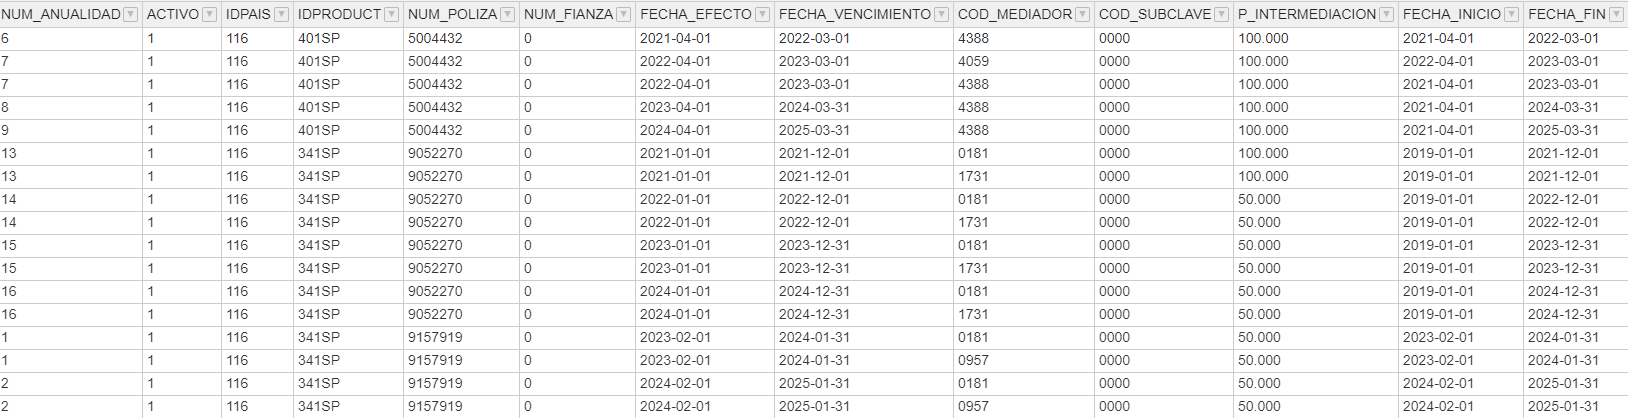 NUM_ANUALIDAD ACTIVO IDPAIS IDPRODUCT NUM_POLIZA NUM_FIANZA FECHA_EFECTO FECHA_VENCIMIENTO COD_MEDIADOR COD_SUBCLAVE P_INTERMEDIACION FECHA_INICIO FECHA_FIN
6 1 116 401SP 5004432 0 2021-04-01 2022-03-01 4388 0000 100.000 2021-04-01 2022-03-01
7 1 116 401SP 5004432 0 2022-04-01 2023-03-01 4059 0000 100.000 2022-04-01 2023-03-01
7 1 116 401SP 5004432 0 2022-04-01 2023-03-01 4388 0000 100.000 2021-04-01 2023-03-01
8 1 116 401SP 5004432 0 2023-04-01 2024-03-31 4388 0000 100.000 2021-04-01 2024-03-31
9 1 116 401SP 5004432 0 2024-04-01 2025-03-31 4388 0000 100.000 2021-04-01 2025-03-31
13 1 116 341SP 9052270 0 2021-01-01 2021-12-01 0181 0000 100.000 2019-01-01 2021-12-01
13 1 116 341SP 9052270 0 2021-01-01 2021-12-01 1731 0000 100.000 2019-01-01 2021-12-01
14 1 116 341SP 9052270 0 2022-01-01 2022-12-01 0181 0000 50.000 2019-01-01 2022-12-01
14 1 116 341SP 9052270 0 2022-01-01 2022-12-01 1731 0000 50.000 2019-01-01 2022-12-01
15 1 116 341SP 9052270 0 2023-01-01 2023-12-31 0181 0000 50.000 2019-01-01 2023-12-31
15 1 116 341SP 9052270 0 2023-01-01 2023-12-31 1731 0000 50.000 2019-01-01 2023-12-31
16 1 116 341SP 9052270 0 2024-01-01 2024-12-31 0181 0000 50.000 2019-01-01 2024-12-31
16 1 116 341SP 9052270 0 2024-01-01 2024-12-31 1731 0000 50.000 2019-01-01 2024-12-31
1 1 116 341SP 9157919 0 2023-02-01 2024-01-31 0181 0000 50.000 2023-02-01 2024-01-31
1 1 116 341SP 9157919 0 2023-02-01 2024-01-31 0957 0000 50.000 2023-02-01 2024-01-31
2 1 116 341SP 9157919 0 2024-02-01 2025-01-31 0181 0000 50.000 2024-02-01 2025-01-31
2 1 116 341SP 9157919 0 2024-02-01 2025-01-31 0957 0000 50.000 2024-02-01 2025-01-31